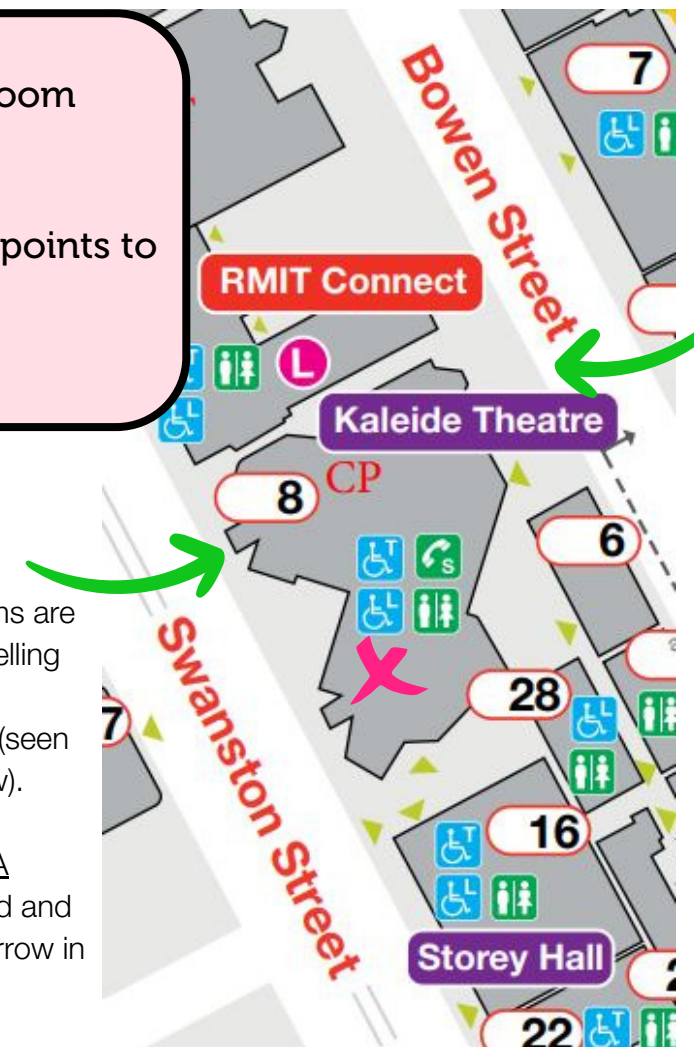 oom
points to
Bowen Street
7
RMIT Connect
L
Kaleide Theatre
8
CP
T
S
L
6
ns are
elling
(seen
w).
A
d and
rrow in
Swanston Street
7
28
L
T
L
16
Storey Hall
2
22
L